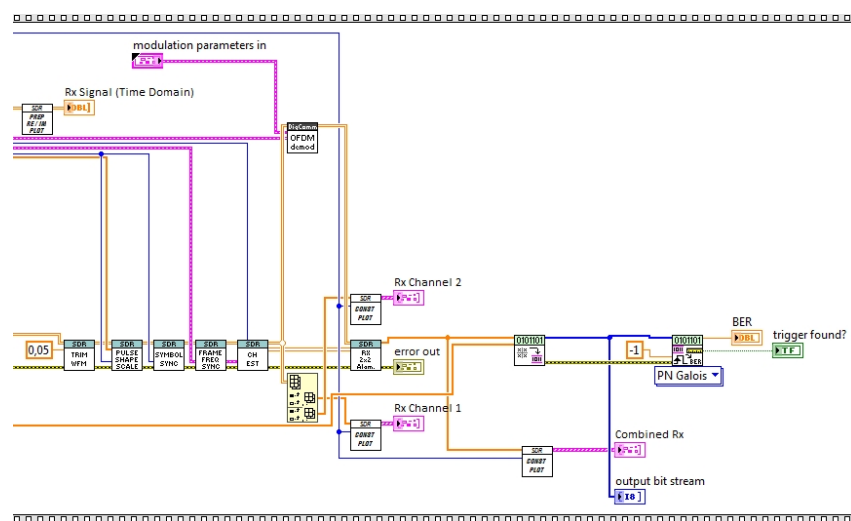 modulation parameters in
Rx Signal (Time Domain)
SDR
PREP
RE / IM
PLOT
DBL]
DigComm
OFDM
demod
Rx Channel 2
SDR
CONST
PLOT
0,05
SDR
TRIM
WFM
SDR
PULSE
SHAPE
SCALE
SDR
SYMBOL
SYNC
SDR
FRAME
FREQ
SYNC
SDR
CH
EST
SDR
RX
2x2
Alam.
error out
0101101
-1
0101101
BER
PN Galois
BER
DBL
trigger found?
TF
Rx Channel 1
SDR
CONST
PLOT
SDR
CONST
PLOT
Combined Rx
output bit stream
I8 ]